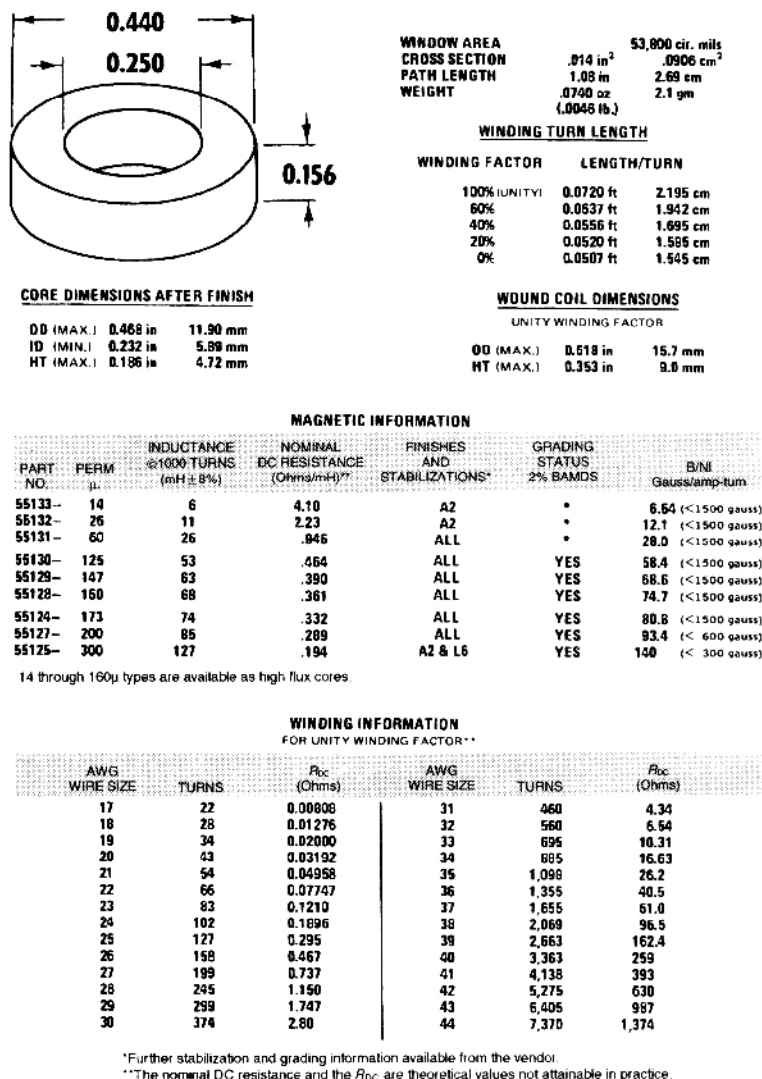 0.440
0.250
0.156
WINDOW AREA 53,800 cir. mils
CROSS SECTION .014 in² .0906 cm²
PATH LENGTH 1.06 in 2.69 cm
WEIGHT .0740 oz 2.1 gm
(.0046 lb.)
WINDING TURN LENGTH
WINDING FACTOR LENGTH/TURN
100% (UNITY) 0.0720 ft 2.195 cm
60% 0.0637 ft 1.942 cm
40% 0.0556 ft 1.695 cm
20% 0.0520 ft 1.585 cm
0% 0.0507 ft 1.545 cm
CORE DIMENSIONS AFTER FINISH
OD (MAX.) 0.468 in 11.90 mm
ID (MIN.) 0.232 in 5.89 mm
HT (MAX.) 0.186 in 4.72 mm
WOUND COIL DIMENSIONS
UNITY WINDING FACTOR
OD (MAX.) 0.618 in 15.7 mm
HT (MAX.) 0.353 in 9.0 mm
MAGNETIC INFORMATION
PART NO. PERM µ INDUCTANCE @1000 TURNS (mH ± 8%) NOMINAL DC RESISTANCE (Ohms/mH)** FINISHES AND STABILIZATIONS* GRADING STATUS 2% BAMDS B/NI Gauss/amp-turn
55133– 14 6 4.10 A2 * 6.54 (<1500 gauss)
55132– 26 11 2.23 A2 * 12.1 (<1500 gauss)
55131– 60 26 .946 ALL * 28.0 (<1500 gauss)
55130– 125 53 .464 ALL YES 58.4 (<1500 gauss)
55129– 147 63 .390 ALL YES 68.6 (<1500 gauss)
55128– 160 68 .361 ALL YES 74.7 (<1500 gauss)
55124– 173 74 .332 ALL YES 80.8 (<1500 gauss)
55127– 200 85 .289 ALL YES 93.4 (< 600 gauss)
55125– 300 127 .194 A2 & L6 YES 140 (< 300 gauss)
14 through 160µ types are available as high flux cores.
WINDING INFORMATION
FOR UNITY WINDING FACTOR**
AWG WIRE SIZE TURNS RDC (Ohms) AWG WIRE SIZE TURNS RDC (Ohms)
17 22 0.00808 31 460 4.34
18 28 0.01276 32 560 6.54
19 34 0.02000 33 695 10.31
20 43 0.03192 34 885 16.63
21 54 0.04958 35 1,098 26.2
22 66 0.07747 36 1,355 40.5
23 83 0.1210 37 1,655 61.0
24 102 0.1896 38 2,069 96.5
25 127 0.295 39 2,663 162.4
26 158 0.467 40 3,363 259
27 199 0.737 41 4,138 393
28 245 1.150 42 5,275 630
29 299 1.747 43 6,405 987
30 374 2.80 44 7,370 1,374
*Further stabilization and grading information available from the vendor.
**The nominal DC resistance and the RDC are theoretical values not attainable in practice.